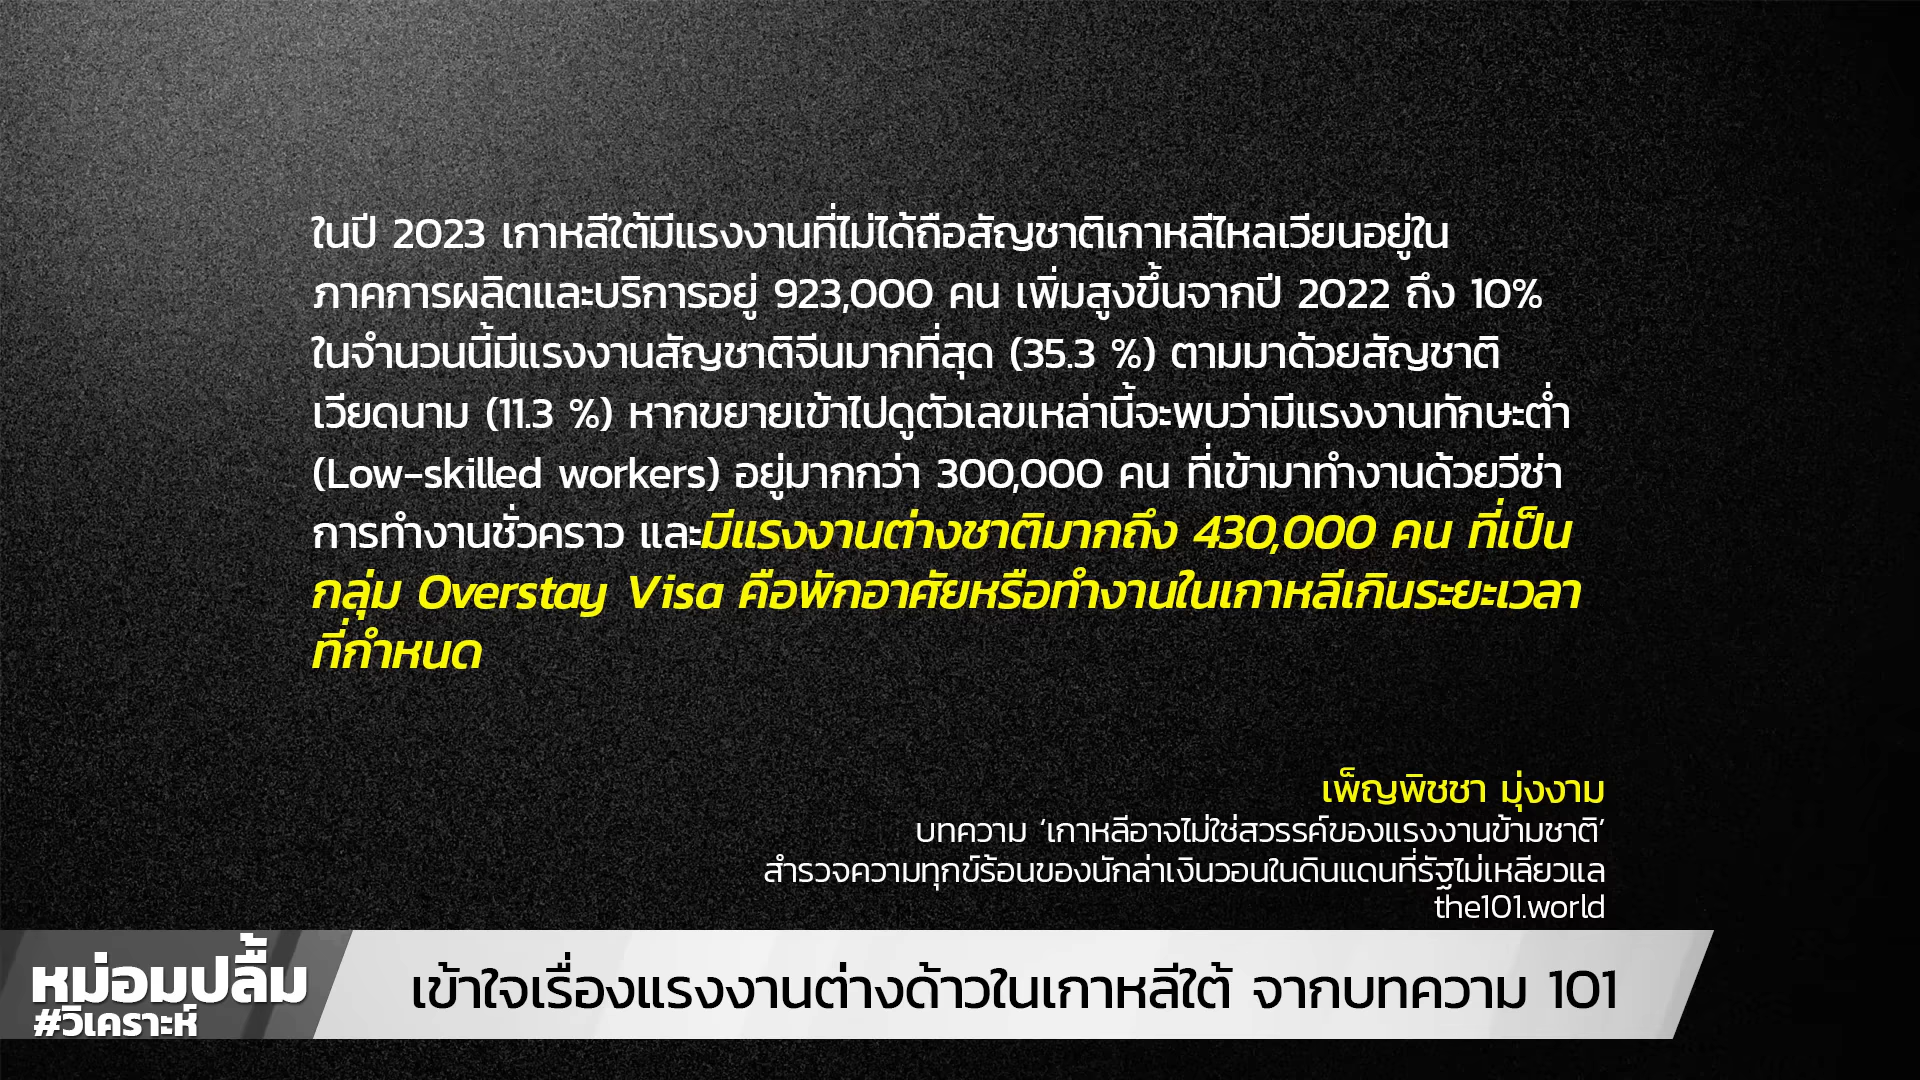 ในปี 2023 เกาหลีใต้มีแรงงานที่ไม่ได้ถือสัญชาติเกาหลีไหลเวียนอยู่ใน
ภาคการผลิตและบริการอยู่ 923,000 คน เพิ่มสูงขึ้นจากปี 2022 ถึง 10%
ในจำนวนนี้มีแรงงานสัญชาติจีนมากที่สุด (35.3 %) ตามมาด้วยสัญชาติ
เวียดนาม (11.3 %) หากขยายเข้าไปดูตัวเลขเหล่านี้จะพบว่ามีแรงงานทักษะต่ำ
(Low-skilled workers) อยู่มากกว่า 300,000 คน ที่เข้ามาทำงานด้วยวีซ่า
การทำงานชั่วคราว และมีแรงงานต่างชาติมากถึง 430,000 คน ที่เป็น
กลุ่ม Overstay Visa คือพักอาศัยหรือทำงานในเกาหลีเกินระยะเวลา
ที่กำหนด
เพ็ญพิชชา มุ่งงาม
บทความ ‘เกาหลีอาจไม่ใช่สวรรค์ของแรงงานข้ามชาติ’
สำรวจความทุกข์ร้อนของนักล่าเงินวอนในดินแดนที่รัฐไม่เหลียวแล
the101.world
หม่อมปลื้ม
#วิเคราะห์
เข้าใจเรื่องแรงงานต่างด้าวในเกาหลีใต้ จากบทความ 101